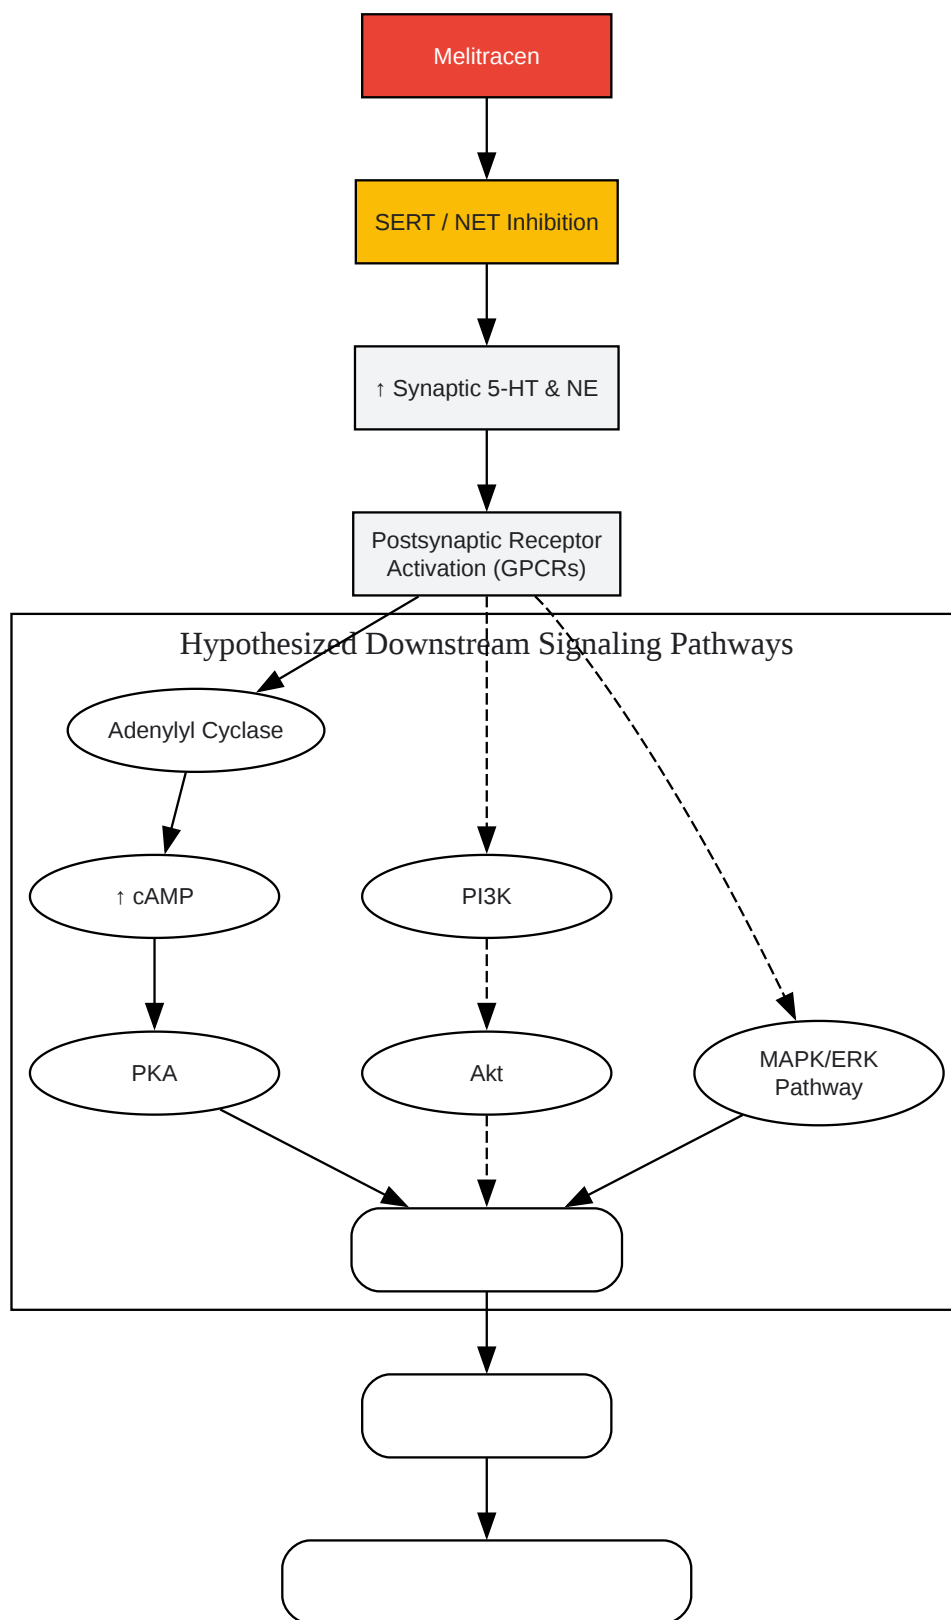 Melitracen
SERT / NET Inhibition
↑ Synaptic 5-HT & NE
Postsynaptic Receptor
Activation (GPCRs)
Hypothesized Downstream Signaling Pathways
Adenylyl Cyclase
↑ cAMP
PI3K
PKA
Akt
MAPK/ERK
Pathway